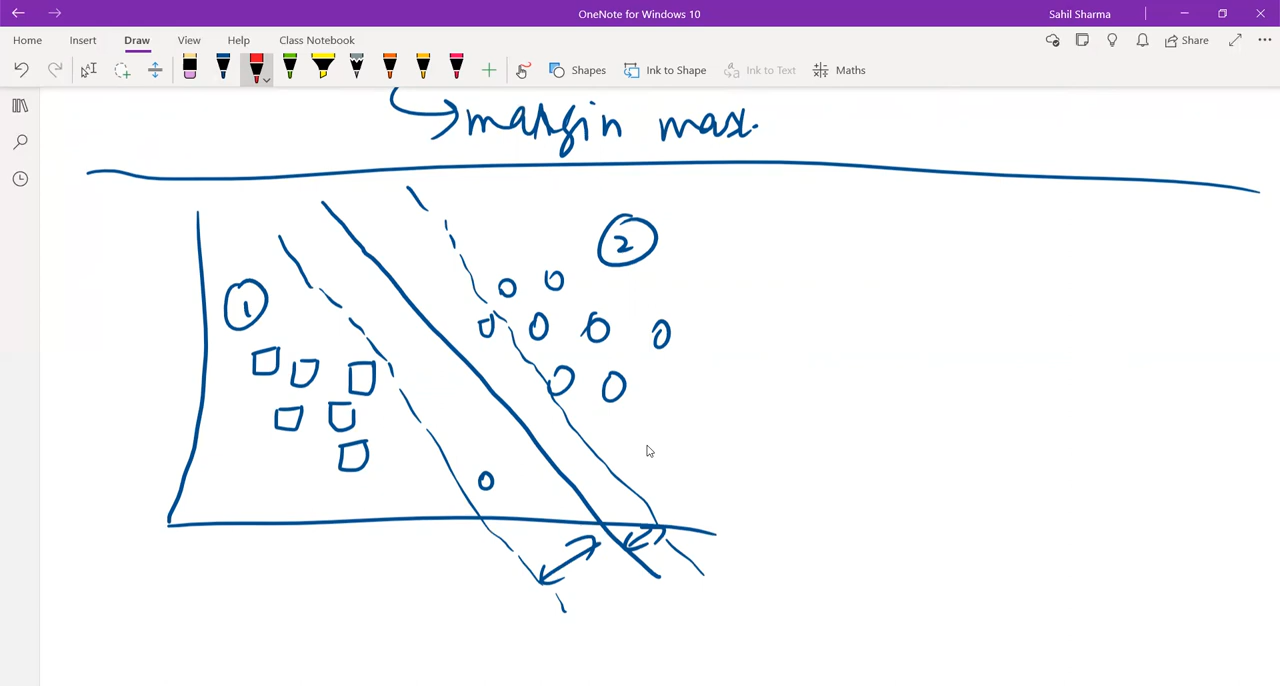 OneNote for Windows 10
Sahil Sharma
Home Insert Draw View Help Class Notebook
Share
Shapes Ink to Shape Ink to Text Maths
margin max.
2
1